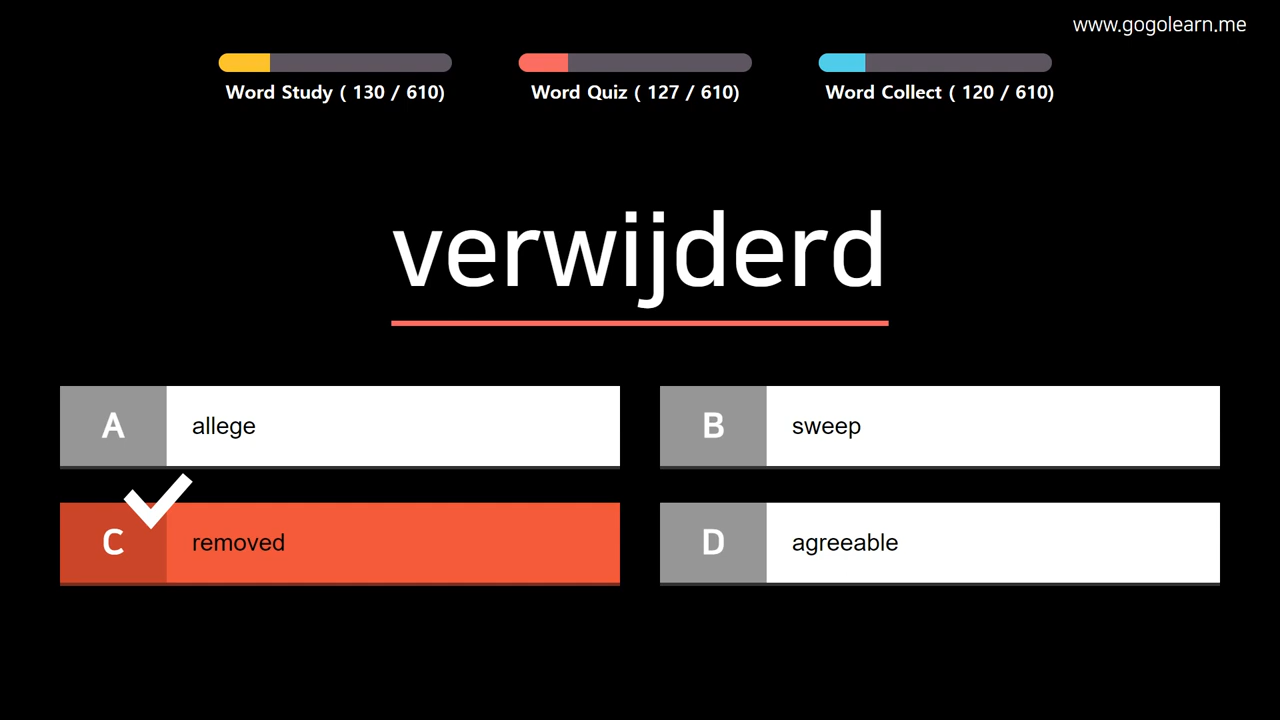 www.gogolearn.me
Word Study ( 130 / 610)
Word Quiz ( 127 / 610)
Word Collect ( 120 / 610)
verwijderd
A allege
B sweep
C removed
D agreeable